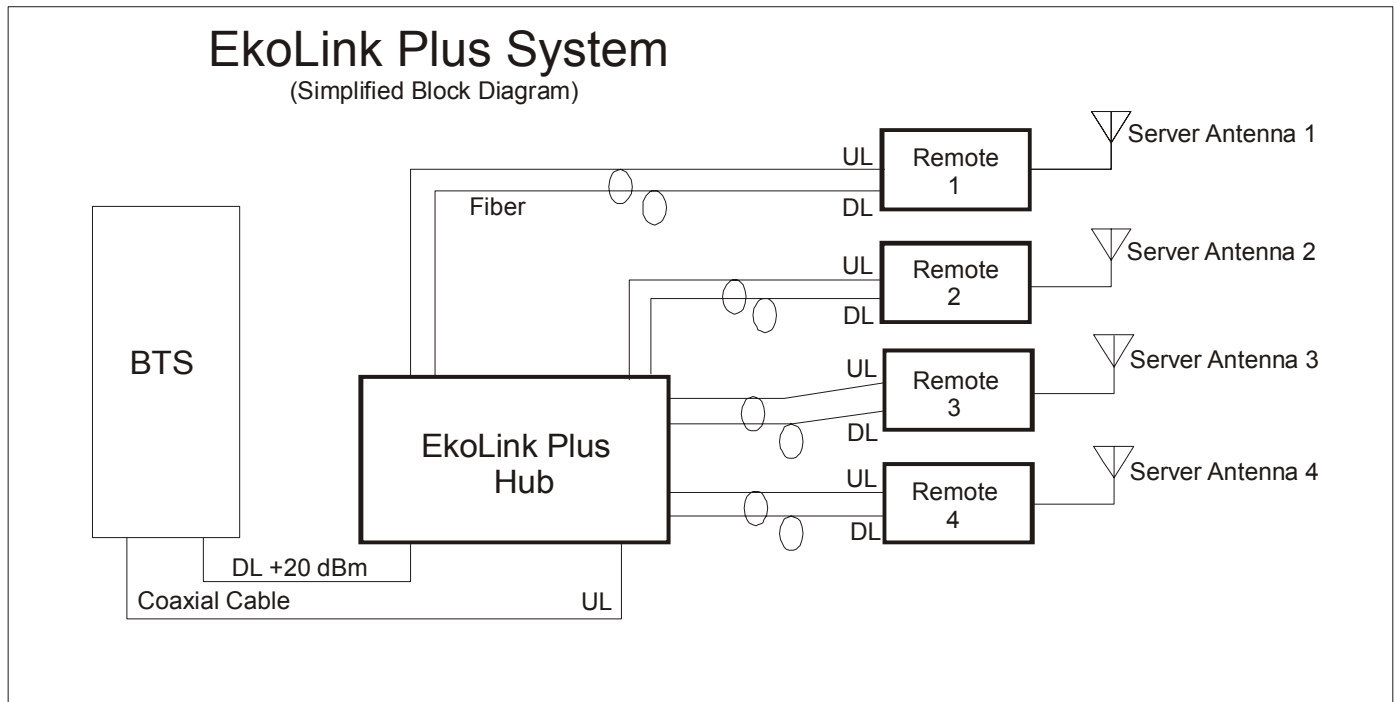 EkoLink Plus System
(Simplified Block Diagram)
UL
Remote
1
Server Antenna 1
Fiber
DL
UL
Remote
2
Server Antenna 2
DL
BTS
UL
Remote
3
Server Antenna 3
DL
EkoLink Plus
Hub
UL
Remote
4
Server Antenna 4
DL
DL +20 dBm
Coaxial Cable
UL